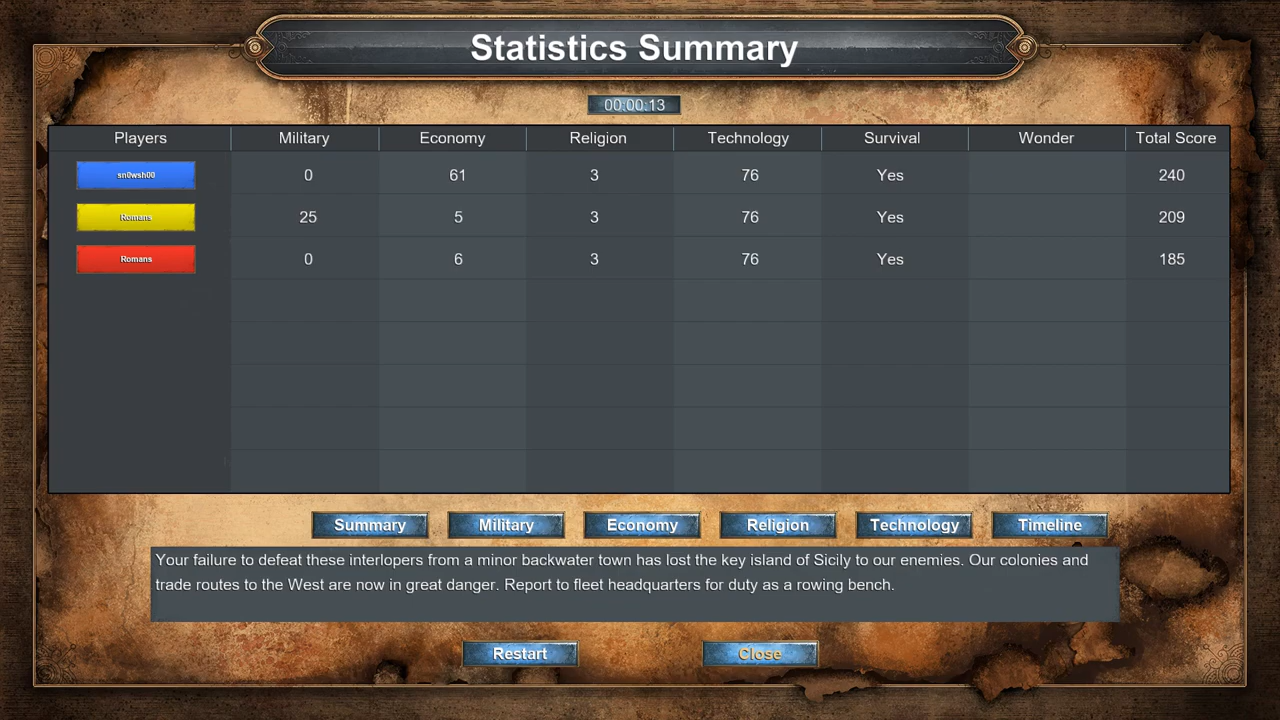 Statistics Summary
00:00:13
Players Military Economy Religion Technology Survival Wonder Total Score
sn0wsh00 0 61 3 76 Yes 240
Romans 25 5 3 76 Yes 209
Romans 0 6 3 76 Yes 185
Summary Military Economy Religion Technology Timeline
Your failure to defeat these interlopers from a minor backwater town has lost the key island of Sicily to our enemies. Our colonies and
trade routes to the West are now in great danger. Report to fleet headquarters for duty as a rowing bench.
Restart Close